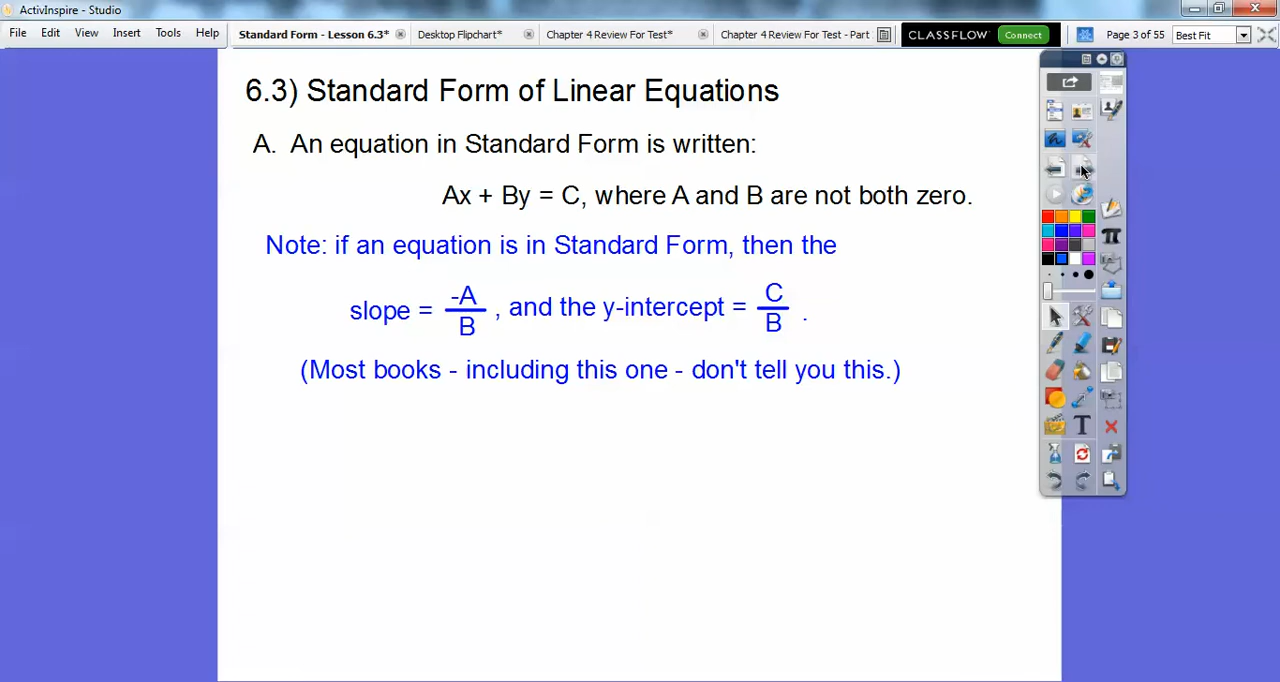 ActivInspire - Studio
File Edit View Insert Tools Help
Standard Form - Lesson 6.3* Desktop Flipchart* Chapter 4 Review For Test* Chapter 4 Review For Test - Part
CLASSFLOW Connect
Page 3 of 55 Best Fit
6.3) Standard Form of Linear Equations
A. An equation in Standard Form is written:
Ax + By = C, where A and B are not both zero.
Note: if an equation is in Standard Form, then the
slope = -A/B , and the y-intercept = C/B .
(Most books - including this one - don't tell you this.)